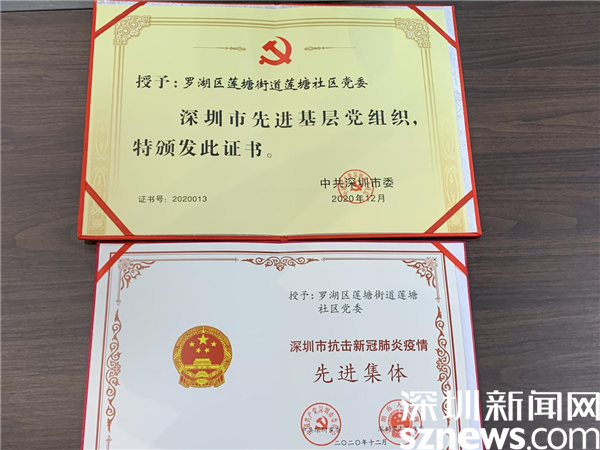 授予：罗湖区莲塘街道莲塘社区党委
深圳市先进基层党组织，
特颁发此证书。
中共深圳市委
证书号：2020013
2020年12月
授予：罗湖区莲塘街道莲塘
社区党委
深圳市抗击新冠肺炎疫情
先进集体
二〇二〇年十二月
深圳新闻网
sznews.com